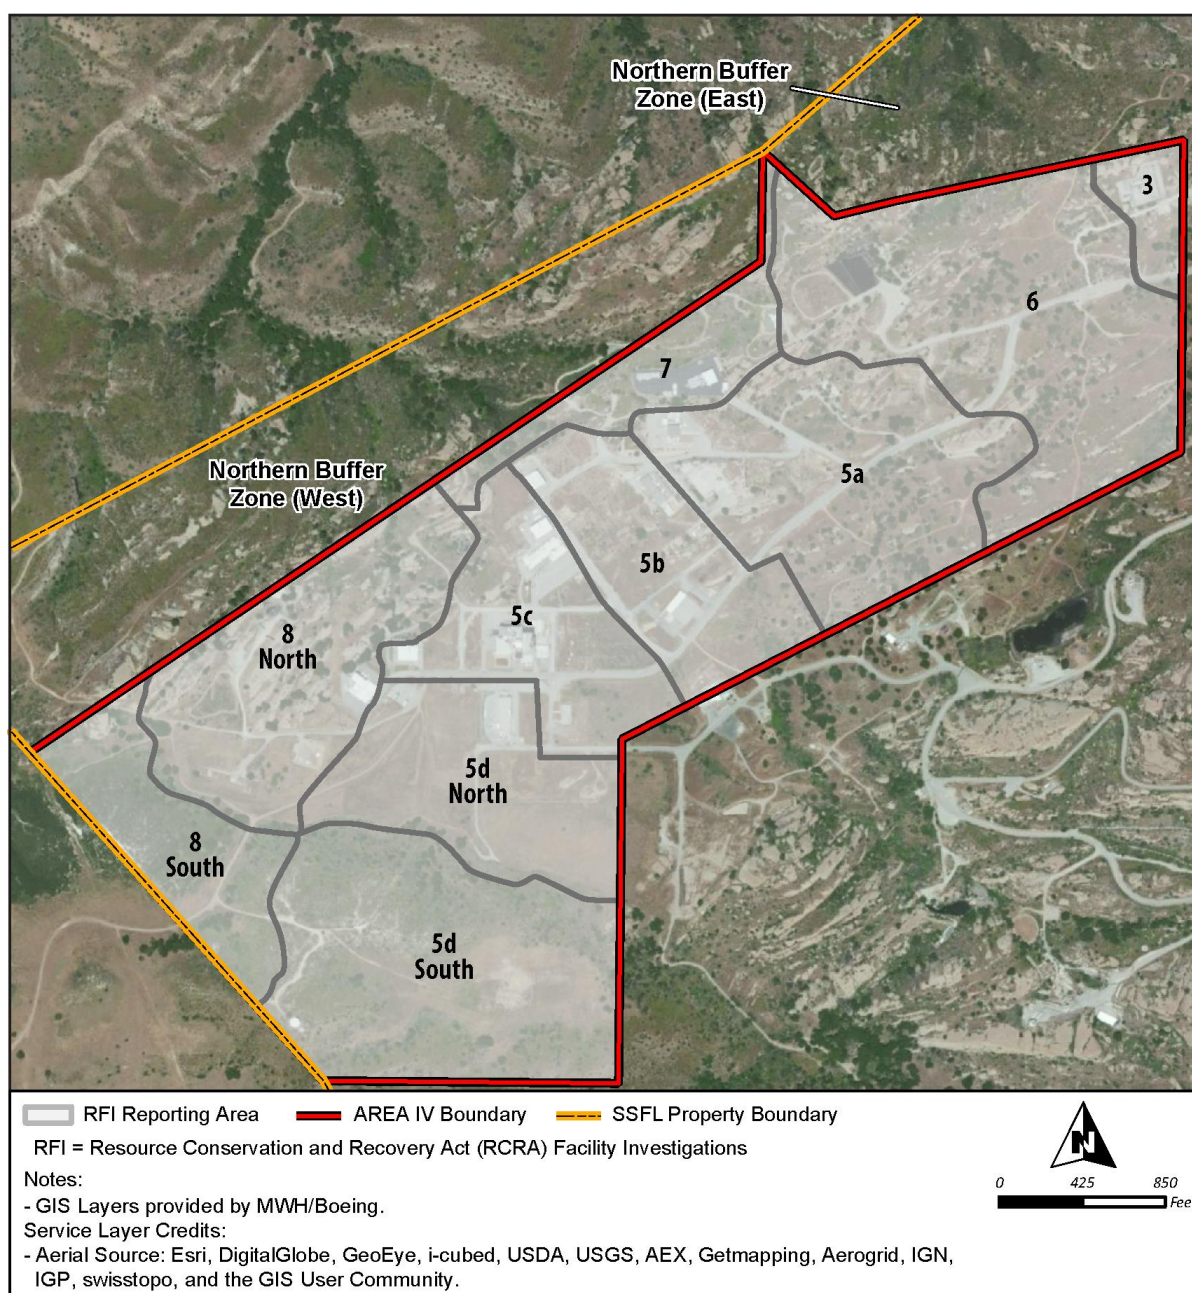 Northern Buffer
Zone (East)
3
6
7
Northern Buffer
Zone (West)
5a
5b
5c
8
North
5d
North
8
South
5d
South
RFI Reporting Area
AREA IV Boundary
SSFL Property Boundary
RFI = Resource Conservation and Recovery Act (RCRA) Facility Investigations
N
Notes:
0 425 850
- GIS Layers provided by MWH/Boeing.
Fee
Service Layer Credits:
- Aerial Source: Esri, DigitalGlobe, GeoEye, i-cubed, USDA, USGS, AEX, Getmapping, Aerogrid, IGN,
IGP, swisstopo, and the GIS User Community.